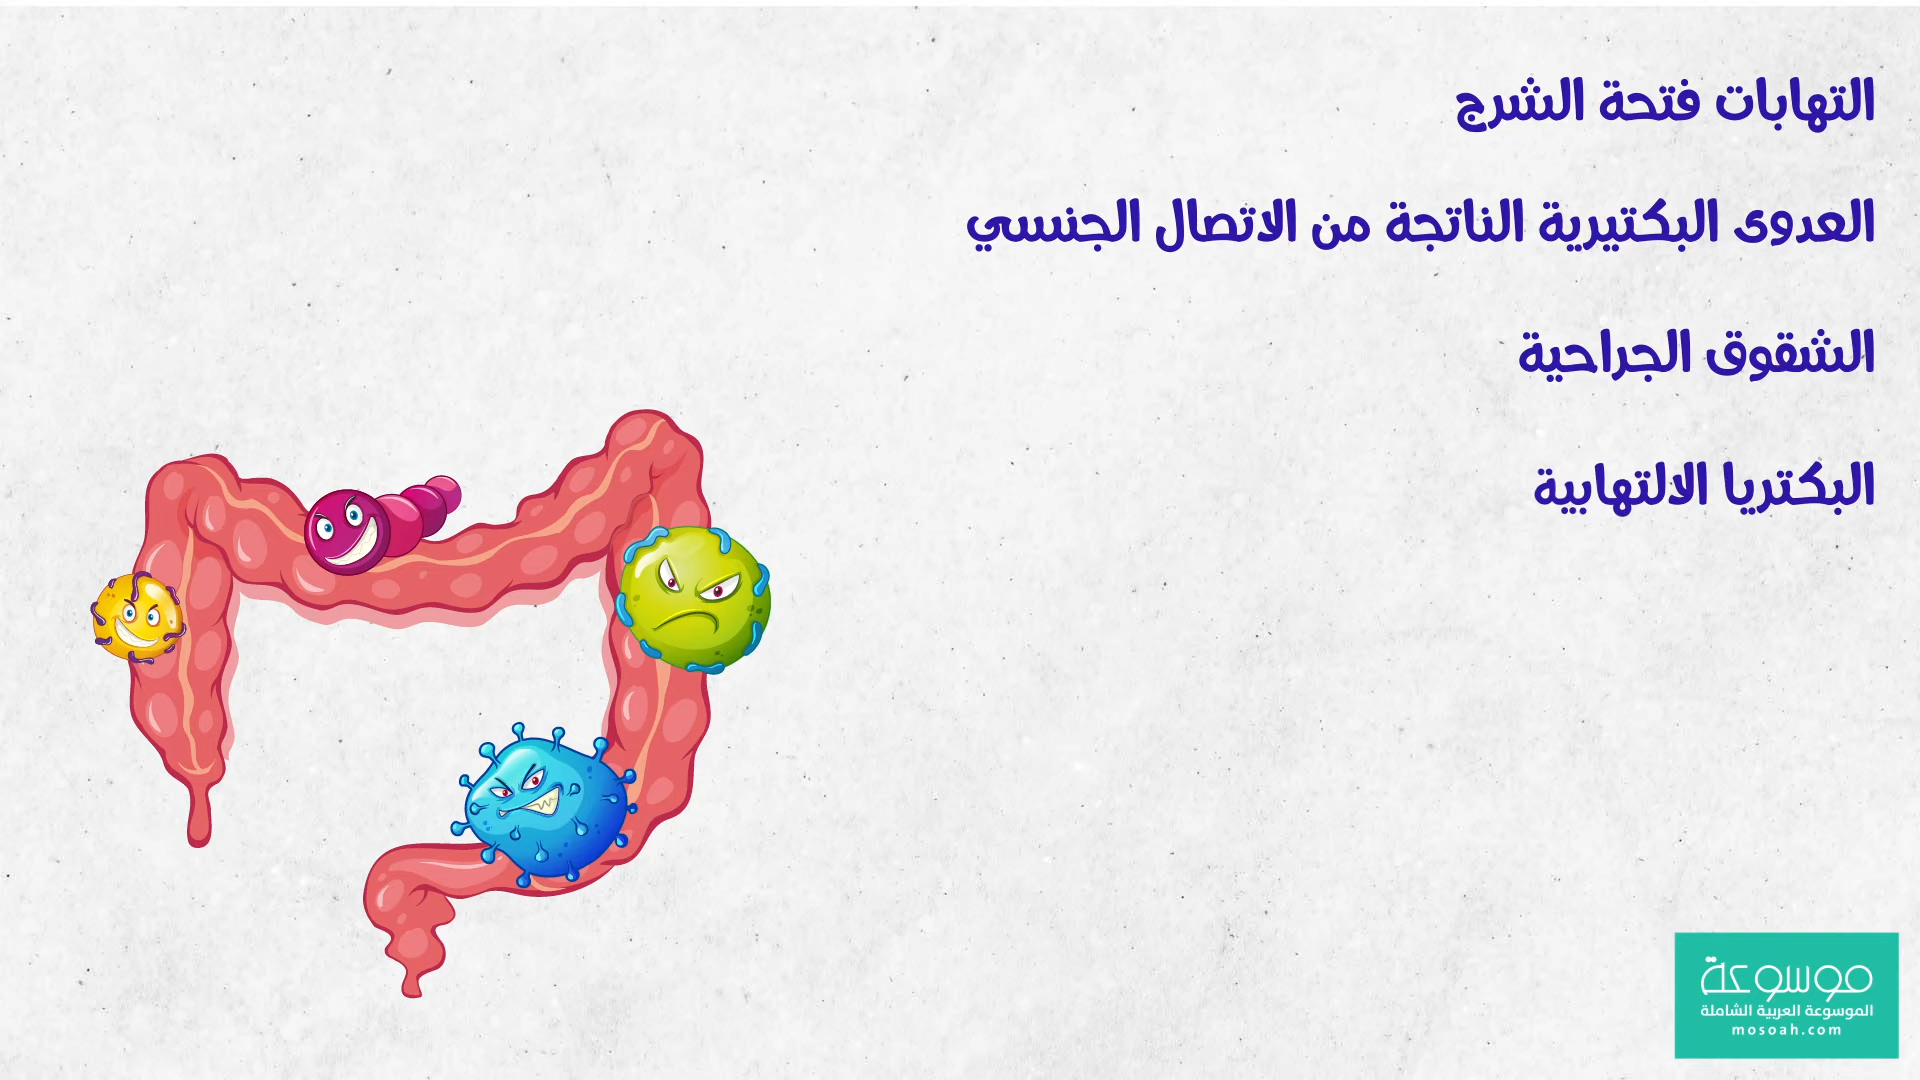 التهابات فتحة الشرج
العدوى البكتيرية الناتجة من الاتصال الجنسي
الشقوق الجراحية
البكتريا الالتهابية
موسوعة
الموسوعة العربية الشاملة
mosoah.com